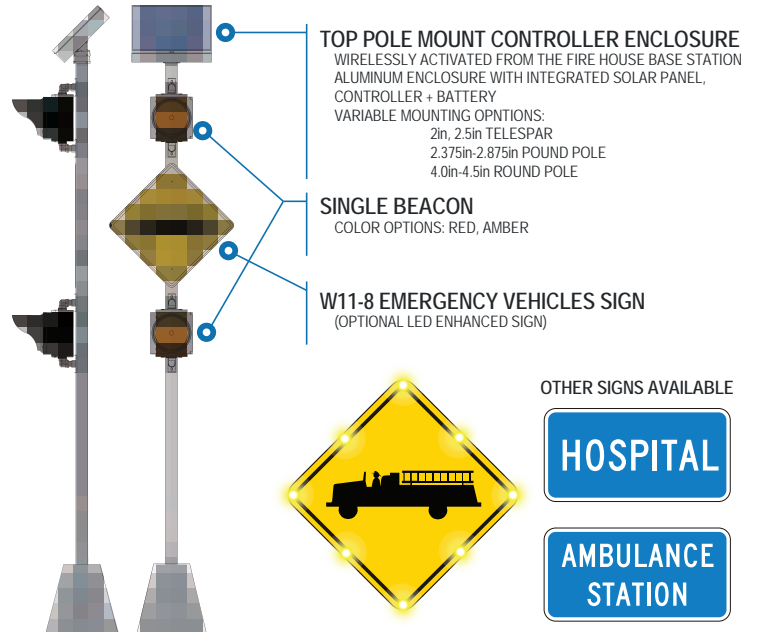 TOP POLE MOUNT CONTROLLER ENCLOSURE
WIRELESSLY ACTIVATED FROM THE FIRE HOUSE BASE STATION
ALUMINUM ENCLOSURE WITH INTEGRATED SOLAR PANEL,
CONTROLLER + BATTERY
VARIABLE MOUNTING OPNTIONS:
2in, 2.5in TELESPAR
2.375in-2.875in POUND POLE
4.0in-4.5in ROUND POLE
SINGLE BEACON
COLOR OPTIONS: RED, AMBER
W11-8 EMERGENCY VEHICLES SIGN
(OPTIONAL LED ENHANCED SIGN)
OTHER SIGNS AVAILABLE
HOSPITAL
AMBULANCE
STATION